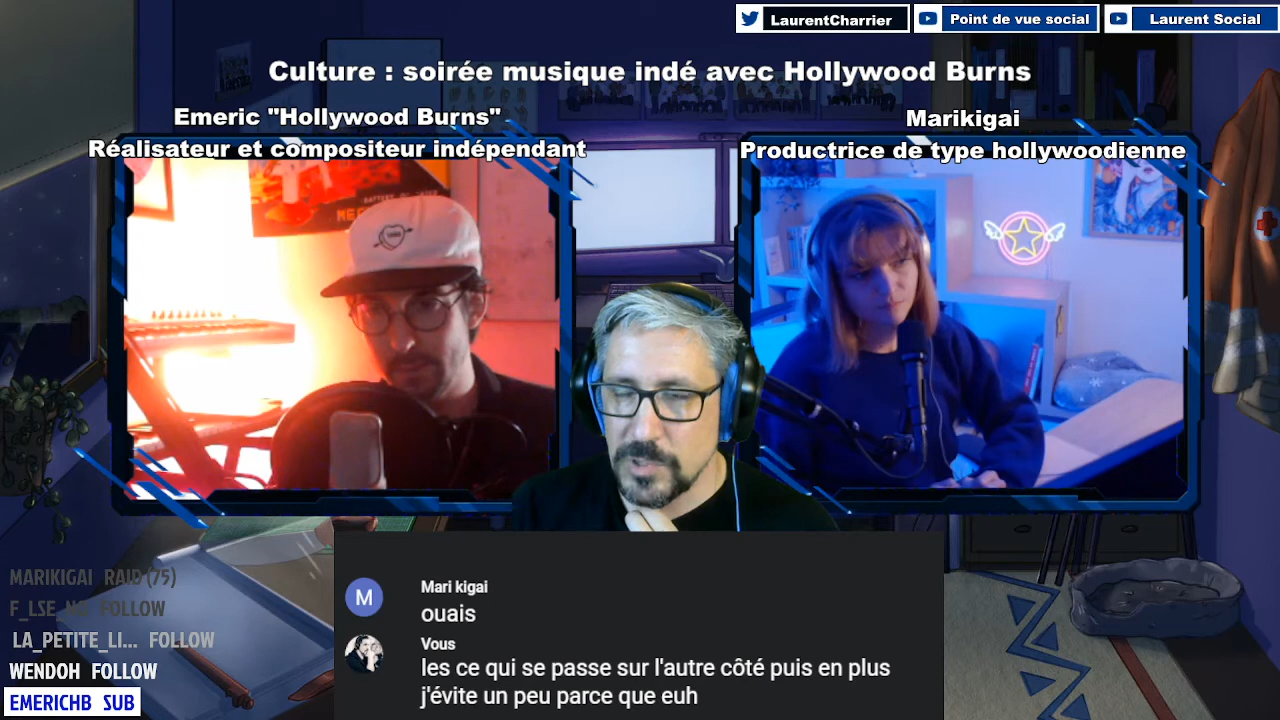 LaurentCharrier
Point de vue social
Laurent Social
Culture : soirée musique indé avec Hollywood Burns
Emeric "Hollywood Burns"
Réalisateur et compositeur indépendant
Marikigai
Productrice de type hollywoodienne
MARIKIGAI RAID (75)
FOLLOW
LA_PETITE_LI... FOLLOW
WENDOH FOLLOW
EMERICHB SUB
M
Mari kigai
ouais
Vous
les ce qui se passe sur l'autre côté puis en plus
j'évite un peu parce que euh